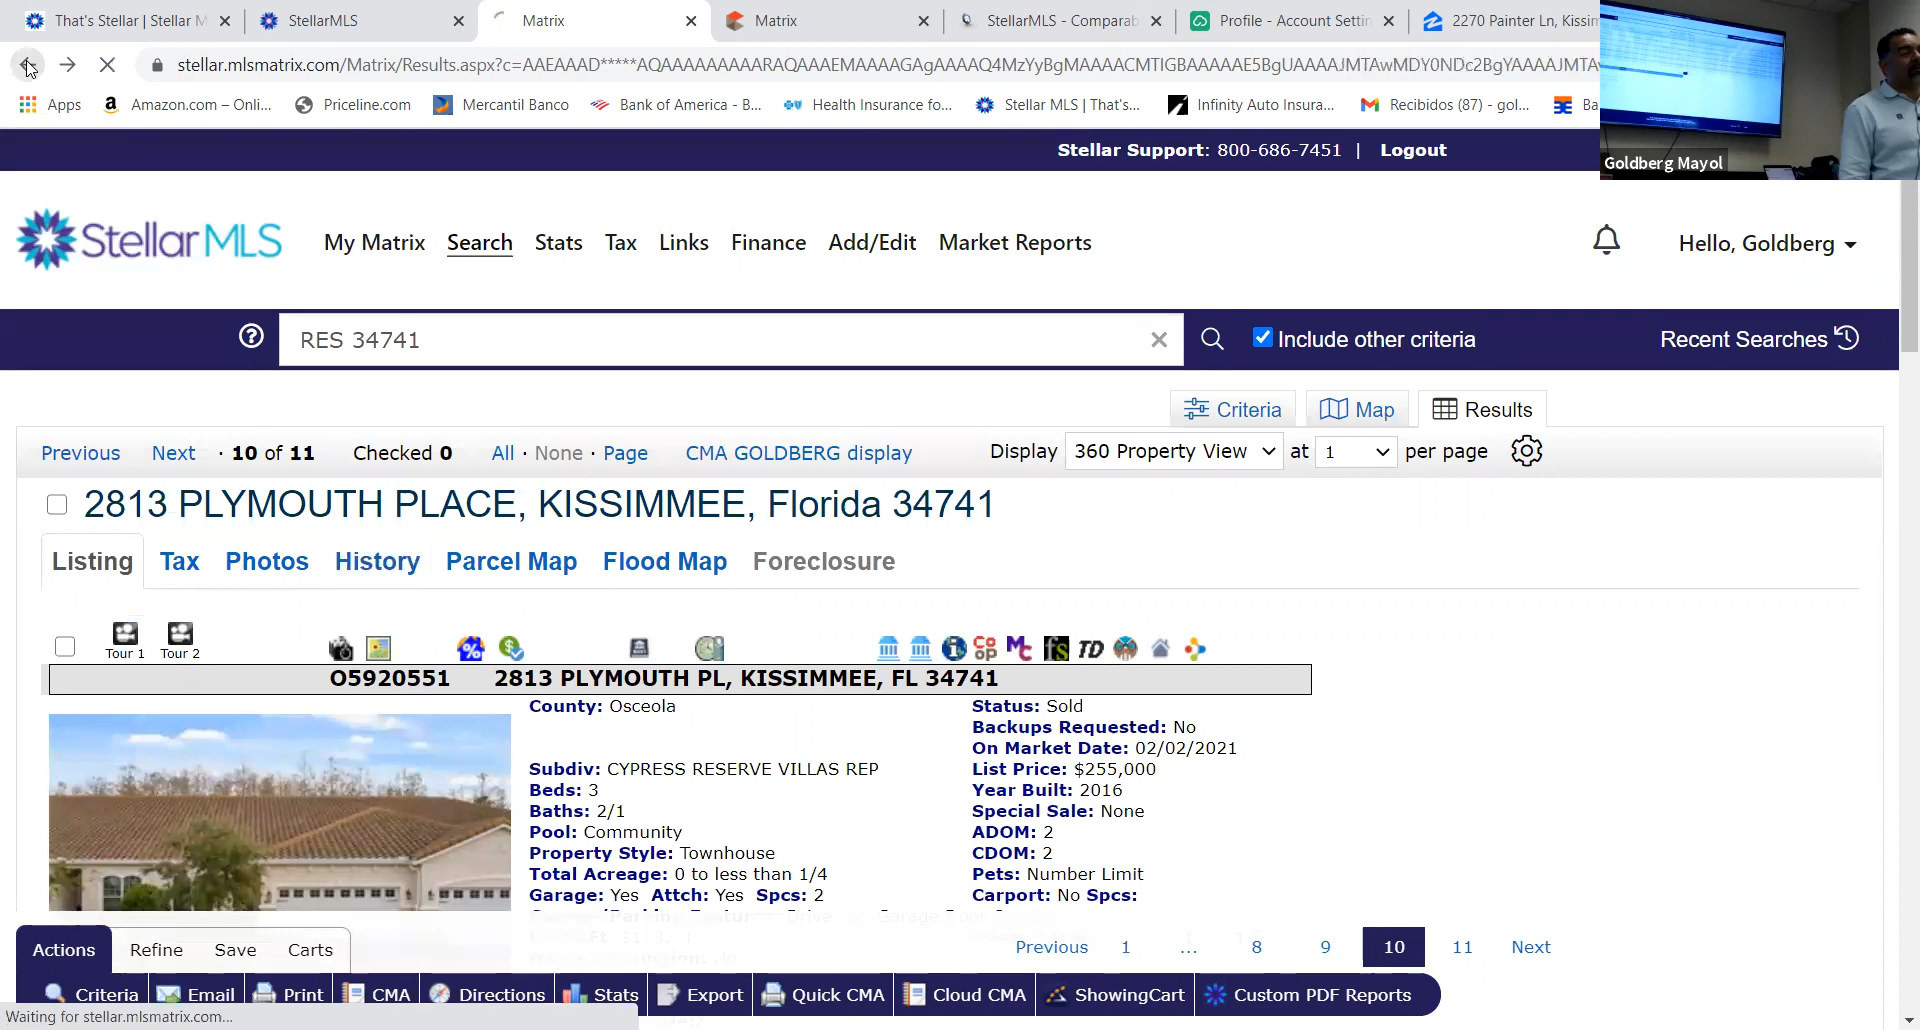 That's Stellar | Stellar M
StellarMLS
Matrix
Matrix
StellarMLS - Comparab
Profile - Account Settin
2270 Painter Ln, Kissim
stellar.mlsmatrix.com/Matrix/Results.aspx?c=AAEAAAD*****AQAAAAAAAAARAQAAAEMAAAAGAgAAAAQ4MzYyBgMAAAACMTIGBAAAAAE5BgUAAAAJMTAwMDY0NDc2BgYAAAAJMTA
Apps
Amazon.com – Onli...
Priceline.com
Mercantil Banco
Bank of America - B...
Health Insurance fo...
Stellar MLS | That's...
Infinity Auto Insura...
Recibidos (87) - gol...
Ba
Goldberg Mayol
Stellar Support: 800-686-7451 | Logout
StellarMLS
My Matrix Search Stats Tax Links Finance Add/Edit Market Reports
Hello, Goldberg
RES 34741
Include other criteria
Recent Searches
Criteria Map Results
Previous Next · 10 of 11 Checked 0 All · None · Page CMA GOLDBERG display Display 360 Property View at 1 per page
2813 PLYMOUTH PLACE, KISSIMMEE, Florida 34741
Listing Tax Photos History Parcel Map Flood Map Foreclosure
Tour 1 Tour 2
CO OP MC fs TD
O5920551 2813 PLYMOUTH PL, KISSIMMEE, FL 34741
County: Osceola
Subdiv: CYPRESS RESERVE VILLAS REP
Beds: 3
Baths: 2/1
Pool: Community
Property Style: Townhouse
Total Acreage: 0 to less than 1/4
Garage: Yes Attch: Yes Spcs: 2
Status: Sold
Backups Requested: No
On Market Date: 02/02/2021
List Price: $255,000
Year Built: 2016
Special Sale: None
ADOM: 2
CDOM: 2
Pets: Number Limit
Carport: No Spcs:
Actions Refine Save Carts
Previous 1 ... 8 9 10 11 Next
Criteria Email Print CMA Directions Stats Export Quick CMA Cloud CMA ShowingCart Custom PDF Reports
Waiting for stellar.mlsmatrix.com...